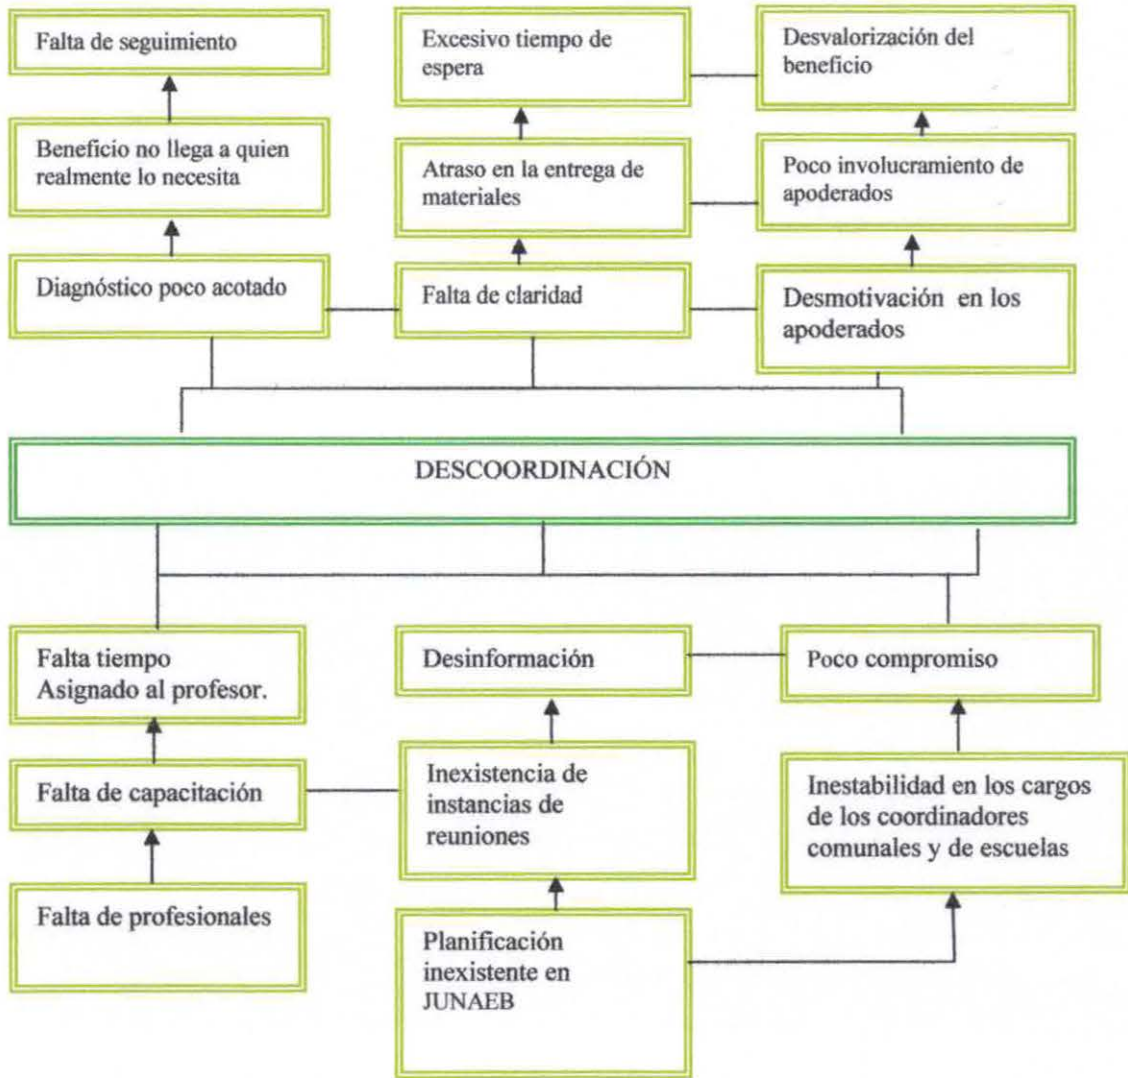 Falta de seguimiento
Excesivo tiempo de
espera
Desvalorización del
beneficio
Beneficio no llega a quien
realmente lo necesita
Atraso en la entrega de
materiales
Poco involucramiento de
apoderados
Diagnóstico poco acotado
Falta de claridad
Desmotivación en los
apoderados
DESCOORDINACIÓN
Falta tiempo
Asignado al profesor.
Desinformación
Poco compromiso
Falta de capacitación
Inexistencia de
instancias de
reuniones
Inestabilidad en los cargos
de los coordinadores
comunales y de escuelas
Falta de profesionales
Planificación
inexistente en
JUNAEB